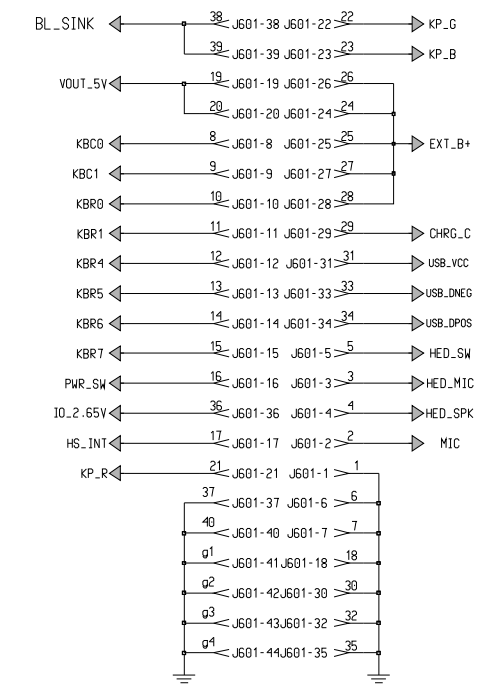 BL_SINK 38 J601-38 J601-22 22 KP_G
39 J601-39 J601-23 23 KP_B
VOUT_5V 19 J601-19 J601-26 26
20 J601-20 J601-24 24
KBC0 8 J601-8 J601-25 25 EXT_B+
KBC1 9 J601-9 J601-27 27
KBR0 10 J601-10 J601-28 28
KBR1 11 J601-11 J601-29 29 CHRG_C
KBR4 12 J601-12 J601-31 31 USB_VCC
KBR5 13 J601-13 J601-33 33 USB_DNEG
KBR6 14 J601-14 J601-34 34 USB_DPOS
KBR7 15 J601-15 J601-5 5 HED_SW
PWR_SW 16 J601-16 J601-3 3 HED_MIC
IO_2.65V 36 J601-36 J601-4 4 HED_SPK
HS_INT 17 J601-17 J601-2 2 MIC
KP_R 21 J601-21 J601-1 1
37 J601-37 J601-6 6
40 J601-40 J601-7 7
g1 J601-41 J601-18 18
g2 J601-42 J601-30 30
g3 J601-43 J601-32 32
g4 J601-44 J601-35 35